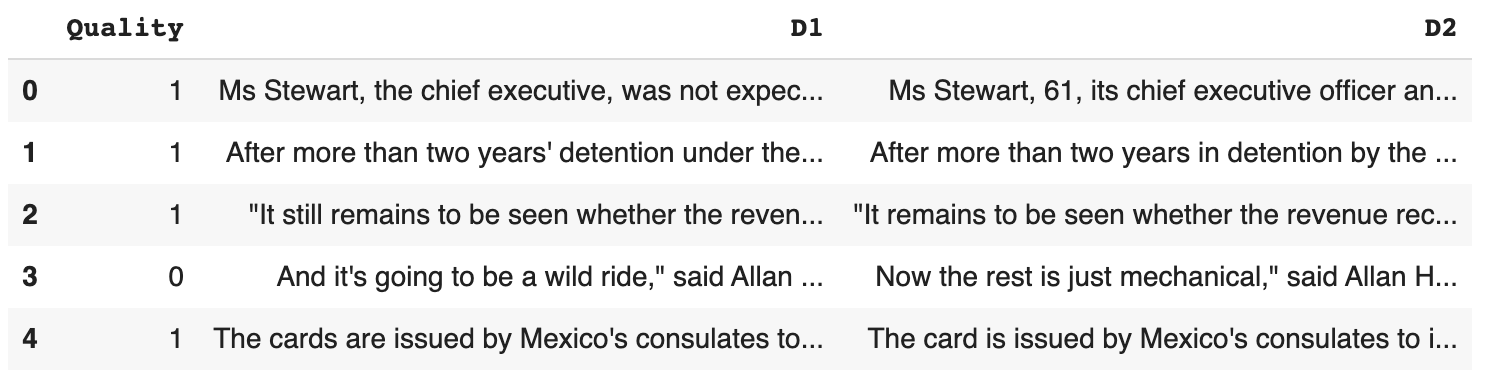 Quality D1 D2
0 1 Ms Stewart, the chief executive, was not expec... Ms Stewart, 61, its chief executive officer an...
1 1 After more than two years' detention under the... After more than two years in detention by the ...
2 1 "It still remains to be seen whether the reven... "It remains to be seen whether the revenue rec...
3 0 And it's going to be a wild ride," said Allan ... Now the rest is just mechanical," said Allan H...
4 1 The cards are issued by Mexico's consulates to... The card is issued by Mexico's consulates to i...